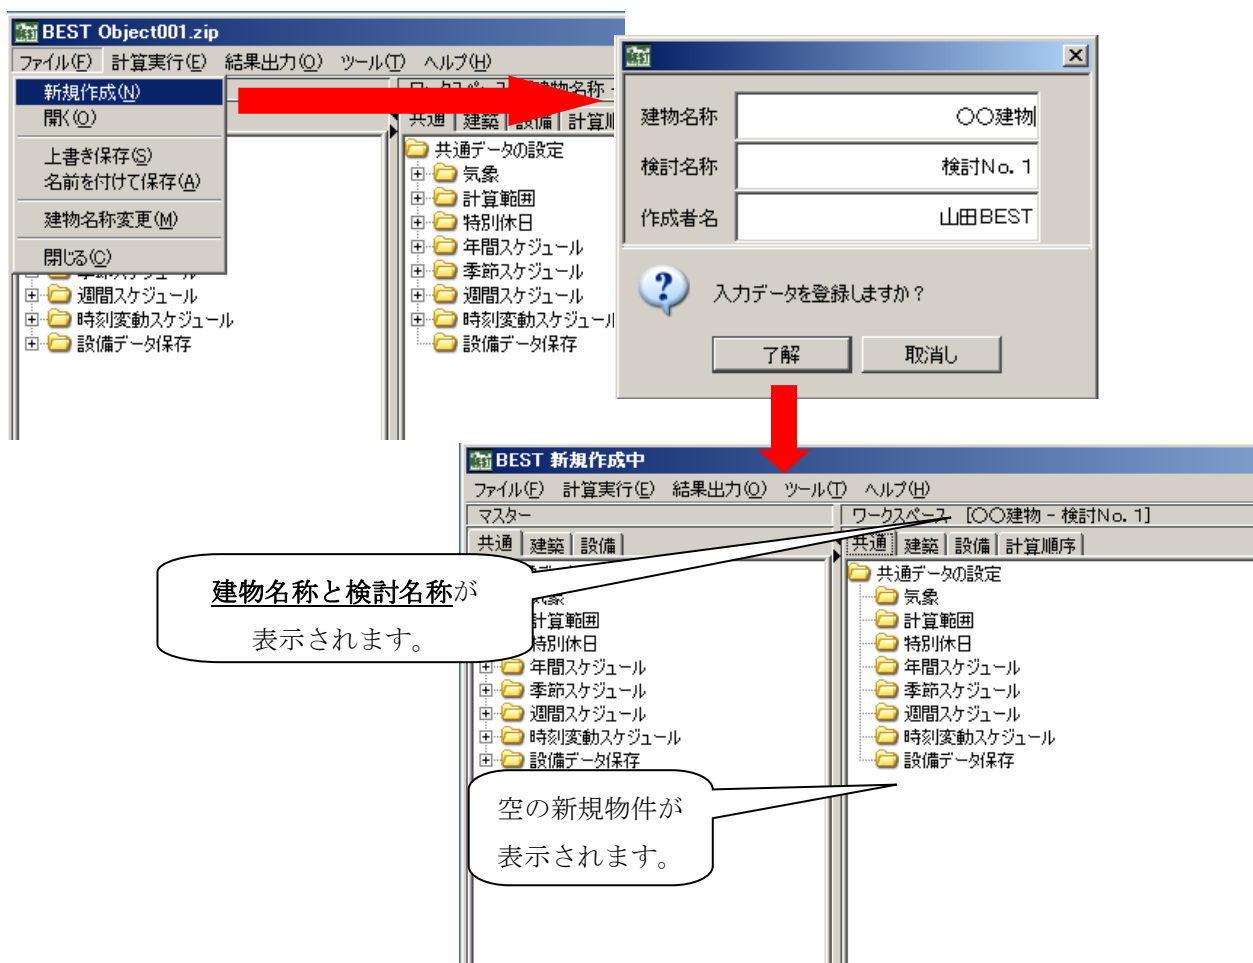 BEST Object001.zip
ファイル(F) 計算実行(E) 結果出力(O) ツール(T) ヘルプ(H)
新規作成(N)
開く(O)
上書き保存(S)
名前を付けて保存(A)
建物名称変更(M)
閉じる(C)
週間スケジュール
時刻変動スケジュール
設備データ保存
共通 建築 設備
共通データの設定
気象
計算範囲
特別休日
年間スケジュール
季節スケジュール
週間スケジュール
時刻変動スケジュール
設備データ保存
建物名称 〇〇建物
検討名称 検討No. 1
作成者名 山田BEST
入力データを登録しますか？
了解 取消し
BEST 新規作成中
ファイル(F) 計算実行(E) 結果出力(O) ツール(T) ヘルプ(H)
マスター
共通 建築 設備
気象
計算範囲
特別休日
年間スケジュール
季節スケジュール
週間スケジュール
時刻変動スケジュール
設備データ保存
ワークスペース [〇〇建物 - 検討No. 1]
共通 建築 設備 計算順序
共通データの設定
気象
計算範囲
特別休日
年間スケジュール
季節スケジュール
週間スケジュール
時刻変動スケジュール
設備データ保存
建物名称と検討名称が
表示されます。
空の新規物件が
表示されます。